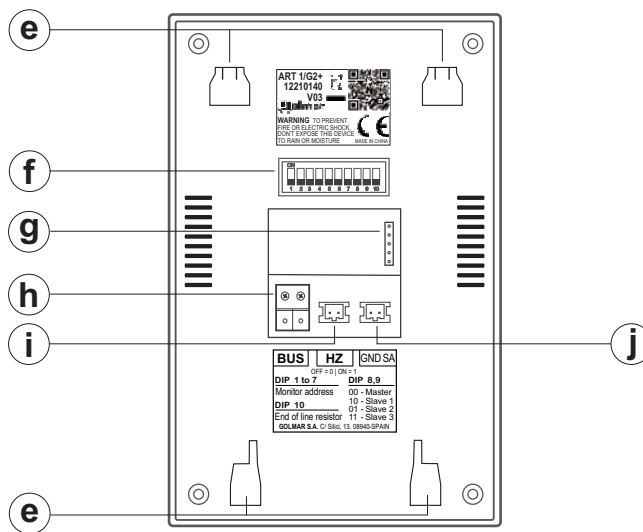 e
ART 1/G2+
12210140
V03
WARNING TO PREVENT
FIRE OR ELECTRIC SHOCK,
DON'T EXPOSE THIS DEVICE
TO RAIN OR MOISTURE
CE
MADE IN CHINA
f
ON
1 2 3 4 5 6 7 8 9 10
g
h
i
j
BUS HZ GND SA
OFF = 0 | ON = 1
DIP 1 to 7 DIP 8,9
Monitor address 00 - Master
10 - Slave 1
DIP 10 01 - Slave 2
End of line resistor 11 - Slave 3
GOLMAR S.A. C/ Silici, 13. 08940-SPAIN
e